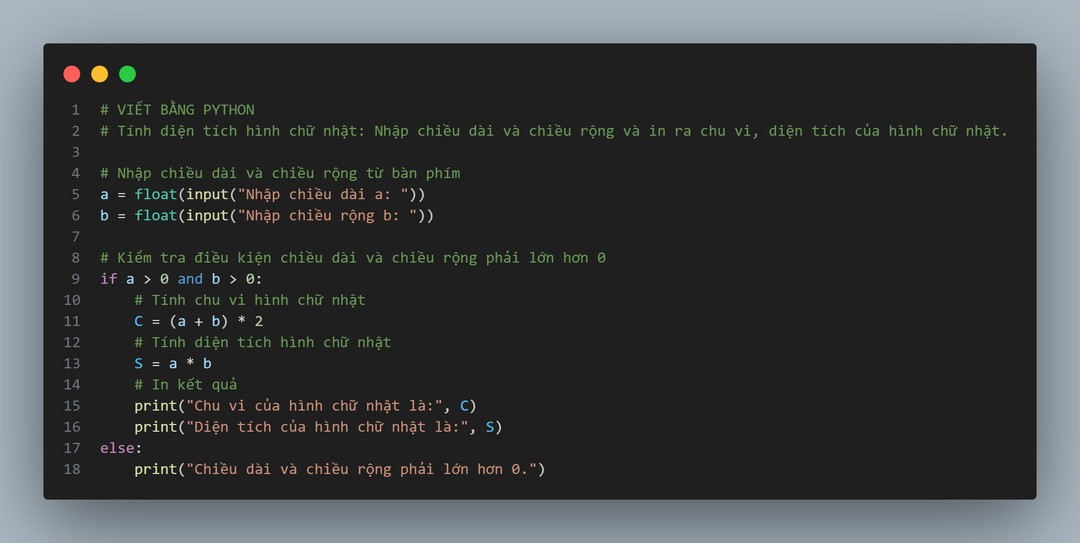 1 # VIẾT BẰNG PYTHON
2 # Tính diện tích hình chữ nhật: Nhập chiều dài và chiều rộng và in ra chu vi, diện tích của hình chữ nhật.
3
4 # Nhập chiều dài và chiều rộng từ bàn phím
5 a = float(input("Nhập chiều dài a: "))
6 b = float(input("Nhập chiều rộng b: "))
7
8 # Kiểm tra điều kiện chiều dài và chiều rộng phải lớn hơn 0
9 if a > 0 and b > 0:
10     # Tính chu vi hình chữ nhật
11     C = (a + b) * 2
12     # Tính diện tích hình chữ nhật
13     S = a * b
14     # In kết quả
15     print("Chu vi của hình chữ nhật là:", C)
16     print("Diện tích của hình chữ nhật là:", S)
17 else:
18     print("Chiều dài và chiều rộng phải lớn hơn 0.")